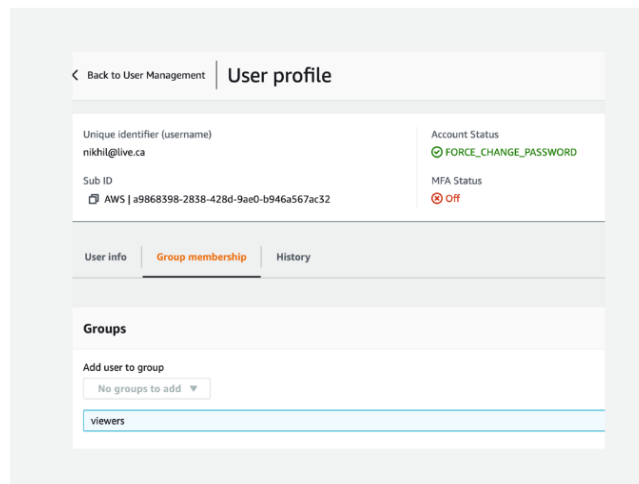 Back to User Management User profile
Unique identifier (username)
nikhil@live.ca
Account Status
FORCE_CHANGE_PASSWORD
Sub ID
AWS | a9868398-2838-428d-9ae0-b946a567ac32
MFA Status
Off
User info Group membership History
Groups
Add user to group
No groups to add
viewers